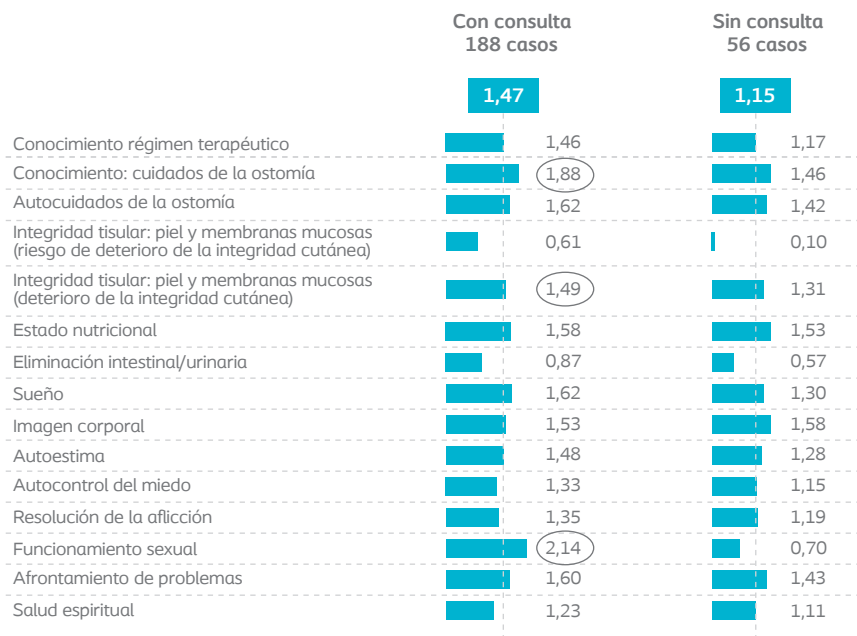 Con consulta Sin consulta
188 casos 56 casos
1,47 1,15
Conocimiento régimen terapéutico 1,46 1,17
Conocimiento: cuidados de la ostomía 1,88 1,46
Autocuidados de la ostomía 1,62 1,42
Integridad tisular: piel y membranas mucosas
(riesgo de deterioro de la integridad cutánea) 0,61 0,10
Integridad tisular: piel y membranas mucosas
(deterioro de la integridad cutánea) 1,49 1,31
Estado nutricional 1,58 1,53
Eliminación intestinal/urinaria 0,87 0,57
Sueño 1,62 1,30
Imagen corporal 1,53 1,58
Autoestima 1,48 1,28
Autocontrol del miedo 1,33 1,15
Resolución de la aflicción 1,35 1,19
Funcionamiento sexual 2,14 0,70
Afrontamiento de problemas 1,60 1,43
Salud espiritual 1,23 1,11